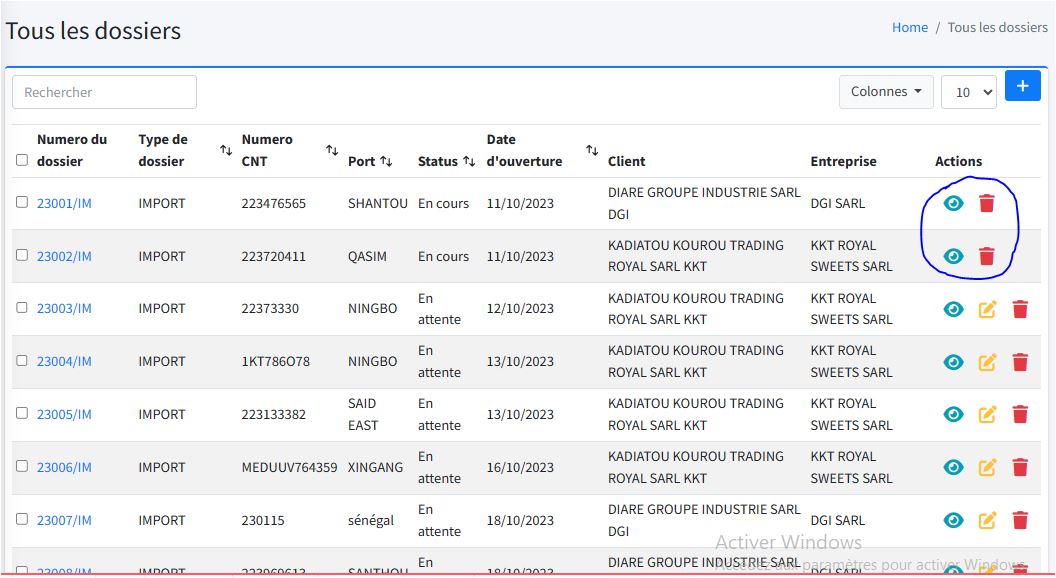 Tous les dossiers
Home / Tous les dossiers
Rechercher
Colonnes
10
+
Numero du dossier Type de dossier Numero CNT Port Status Date d'ouverture Client Entreprise Actions
23001/IM IMPORT 223476565 SHANTOU En cours 11/10/2023 DIARE GROUPE INDUSTRIE SARL DGI DGI SARL
23002/IM IMPORT 223720411 QASIM En cours 11/10/2023 KADIATOU KOUROU TRADING ROYAL SARL KKT KKT ROYAL SWEETS SARL
23003/IM IMPORT 22373330 NINGBO En attente 12/10/2023 KADIATOU KOUROU TRADING ROYAL SARL KKT KKT ROYAL SWEETS SARL
23004/IM IMPORT 1KT786O78 NINGBO En attente 13/10/2023 KADIATOU KOUROU TRADING ROYAL SARL KKT KKT ROYAL SWEETS SARL
23005/IM IMPORT 223133382 SAID EAST En attente 13/10/2023 KADIATOU KOUROU TRADING ROYAL SARL KKT KKT ROYAL SWEETS SARL
23006/IM IMPORT MEDUUV764359 XINGANG En attente 16/10/2023 KADIATOU KOUROU TRADING ROYAL SARL KKT KKT ROYAL SWEETS SARL
23007/IM IMPORT 230115 sénégal En attente 18/10/2023 DIARE GROUPE INDUSTRIE SARL DGI DGI SARL
Activer Windows
Accédez aux paramètres pour activer Windows.
23008/IM IMPORT En 18/10/2023 DIARE GROUPE INDUSTRIE SARL